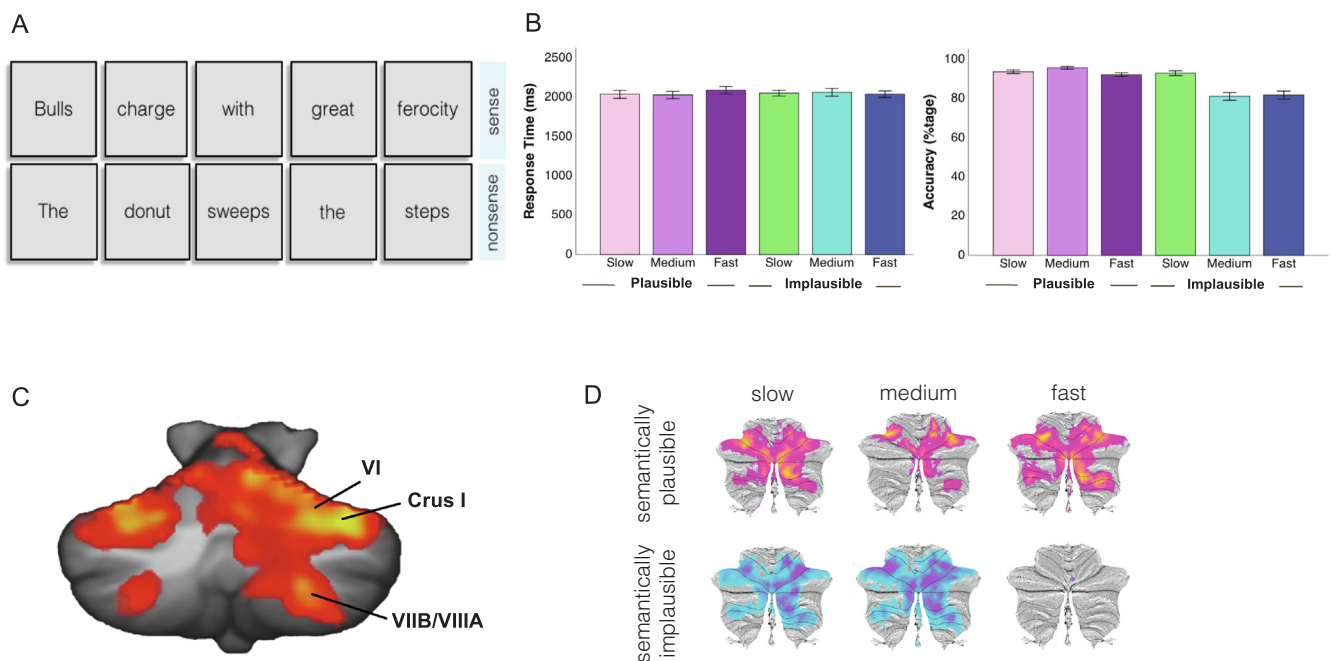 A
Bulls charge with great ferocity
sense
The donut sweeps the steps
nonsense
B
Response Time (ms)
2500
2000
1500
1000
500
0
Slow Medium Fast Slow Medium Fast
Plausible Implausible
Accuracy (%tage)
100
80
60
40
20
0
Slow Medium Fast Slow Medium Fast
Plausible Implausible
C
VI
Crus I
VIIB/VIIIA
D
slow medium fast
semantically
plausible
semantically
implausible